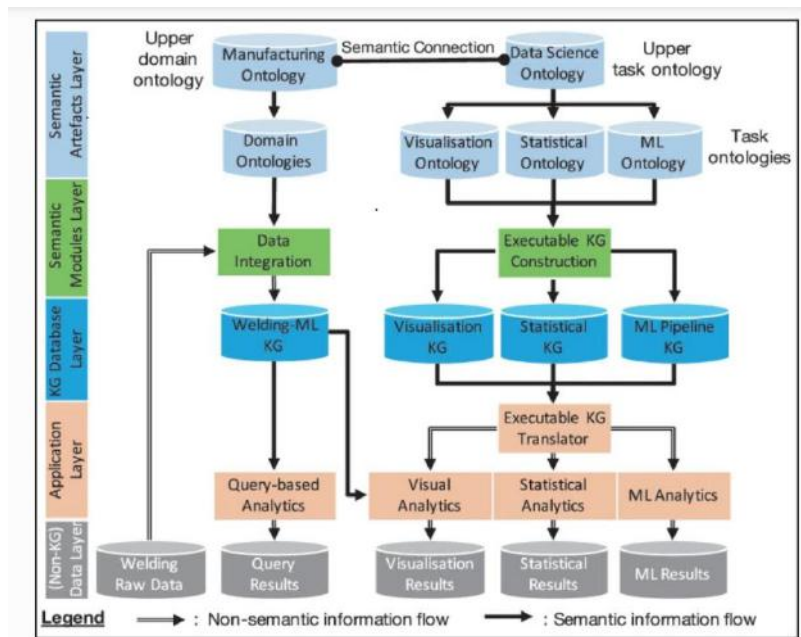 Upper
domain
ontology
Manufacturing
Ontology
Semantic Connection
Data Science
Ontology
Upper
task ontology
Semantic
Artefacts Layer
Domain
Ontologies
Visualisation
Ontology
Statistical
Ontology
ML
Ontology
Task
ontologies
Semantic
Modules Layer
Data
Integration
Executable KG
Construction
KG Database
Layer
Welding-ML
KG
Visualisation
KG
Statistical
KG
ML Pipeline
KG
Application
Layer
Executable KG
Translator
Query-based
Analytics
Visual
Analytics
Statistical
Analytics
ML Analytics
(Non-KG)
Data Layer
Welding
Raw Data
Query
Results
Visualisation
Results
Statistical
Results
ML Results
Legend
: Non-semantic information flow
: Semantic information flow